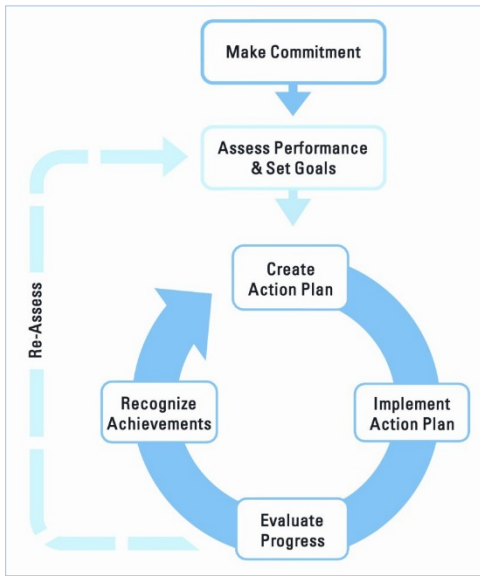 Make Commitment
Assess Performance
& Set Goals
Create
Action Plan
Re-Assess
Recognize
Achievements
Implement
Action Plan
Evaluate
Progress